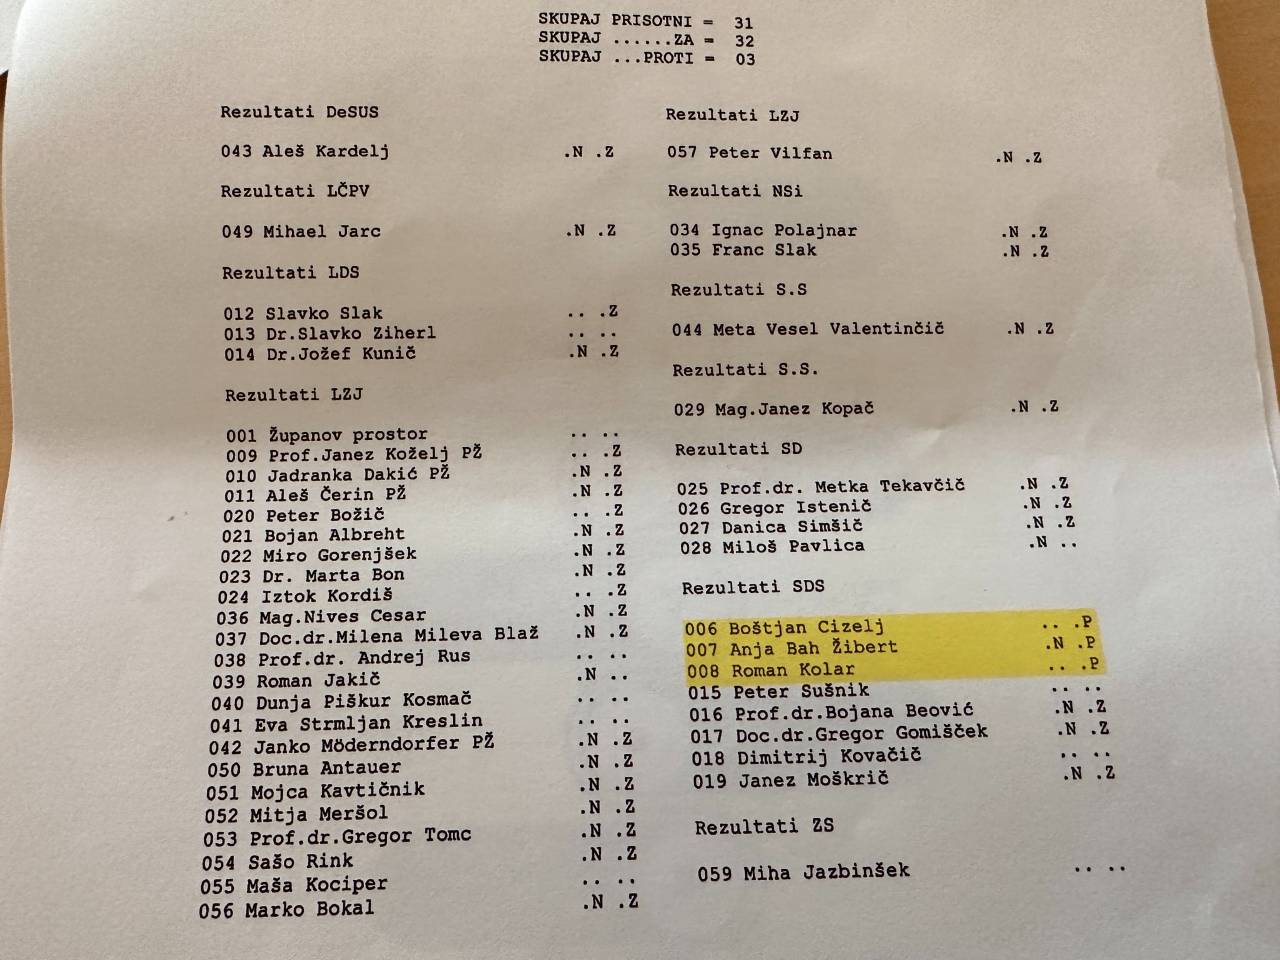 SKUPAJ PRISOTNI = 31
SKUPAJ ......ZA = 32
SKUPAJ ...PROTI = 03
Rezultati DeSUS
043 Aleš Kardelj .N .Z
Rezultati LČPV
049 Mihael Jarc .N .Z
Rezultati LDS
012 Slavko Slak .. .Z
013 Dr.Slavko Ziherl .. ..
014 Dr.Jožef Kunič .N .Z
Rezultati LZJ
001 Županov prostor .. ..
009 Prof.Janez Koželj PŽ .. .Z
010 Jadranka Dakić PŽ .N .Z
011 Aleš Čerin PŽ .N .Z
020 Peter Božič .. .Z
021 Bojan Albreht .N .Z
022 Miro Gorenjšek .N .Z
023 Dr. Marta Bon .N .Z
024 Iztok Kordiš .. .Z
036 Mag.Nives Cesar .N .Z
037 Doc.dr.Milena Mileva Blaž .N .Z
038 Prof.dr. Andrej Rus .. ..
039 Roman Jakič .N ..
040 Dunja Piškur Kosmač .. ..
041 Eva Strmljan Kreslin .. ..
042 Janko Möderndorfer PŽ .N .Z
050 Bruna Antauer .N .Z
051 Mojca Kavtičnik .N .Z
052 Mitja Meršol .N .Z
053 Prof.dr.Gregor Tomc .N .Z
054 Sašo Rink .N .Z
055 Maša Kociper .. ..
056 Marko Bokal .N .Z
Rezultati LZJ
057 Peter Vilfan .N .Z
Rezultati NSi
034 Ignac Polajnar .N .Z
035 Franc Slak .N .Z
Rezultati S.S
044 Meta Vesel Valentinčič .N .Z
Rezultati S.S.
029 Mag.Janez Kopač .N .Z
Rezultati SD
025 Prof.dr. Metka Tekavčič .N .Z
026 Gregor Istenič .N .Z
027 Danica Simšič .N .Z
028 Miloš Pavlica .N ..
Rezultati SDS
006 Boštjan Cizelj .. .P
007 Anja Bah Žibert .N .P
008 Roman Kolar .. .P
015 Peter Sušnik .. ..
016 Prof.dr.Bojana Beović .N .Z
017 Doc.dr.Gregor Gomišček .N .Z
018 Dimitrij Kovačič .. ..
019 Janez Moškrič .N .Z
Rezultati ZS
059 Miha Jazbinšek .. ..